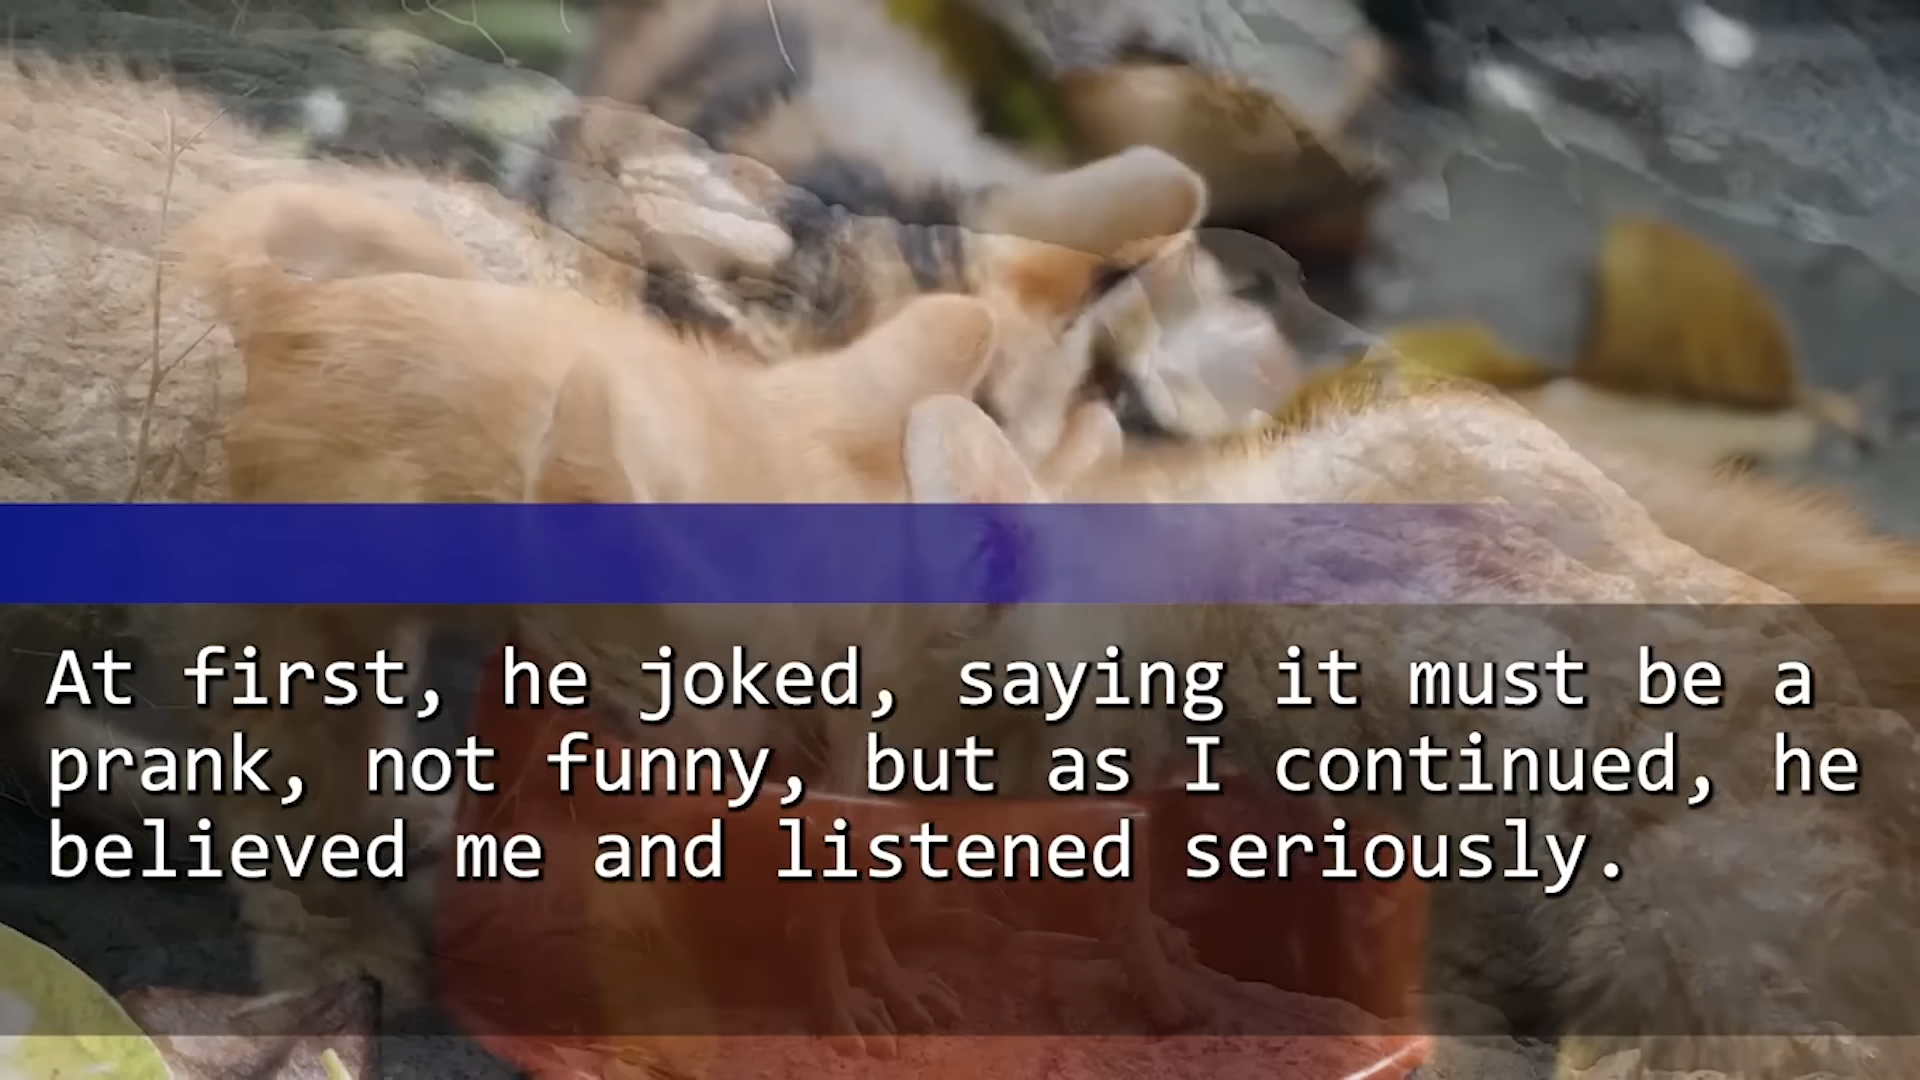 At first, he joked, saying it must be a
prank, not funny, but as I continued, he
believed me and listened seriously.